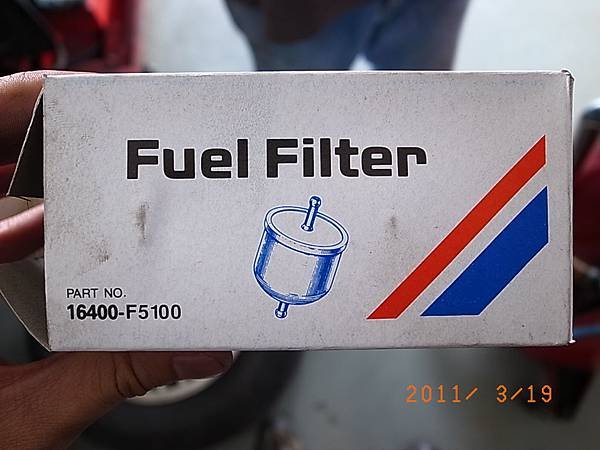 Fuel Filter
PART NO.
16400-F5100
2011/ 3/19